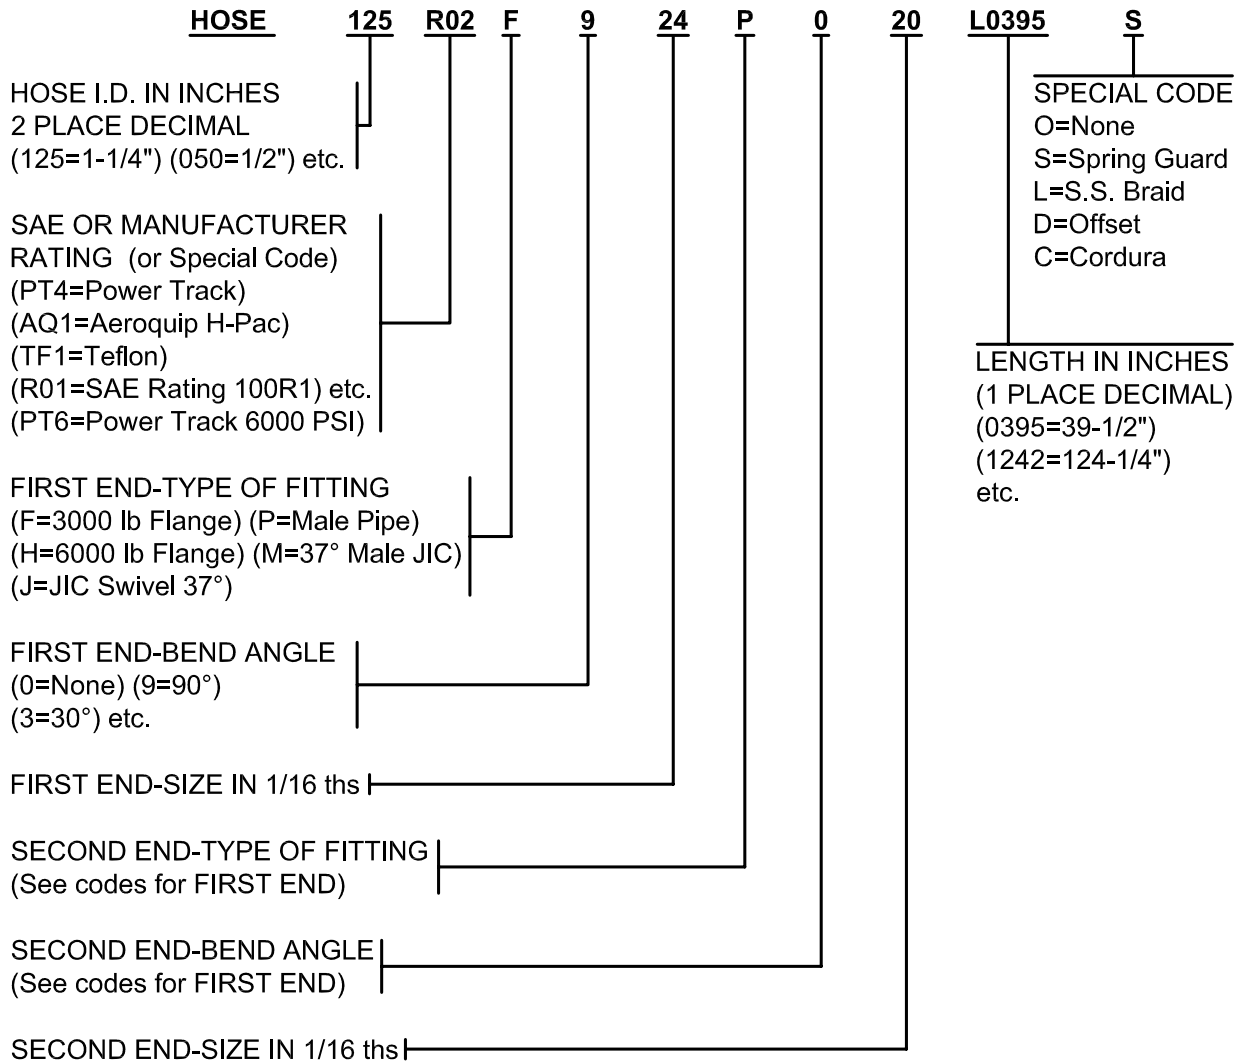 HOSE 125 R02 F 9 24 P 0 20 L0395 S
HOSE I.D. IN INCHES
2 PLACE DECIMAL
(125=1-1/4") (050=1/2") etc.
SAE OR MANUFACTURER
RATING (or Special Code)
(PT4=Power Track)
(AQ1=Aeroquip H-Pac)
(TF1=Teflon)
(R01=SAE Rating 100R1) etc.
(PT6=Power Track 6000 PSI)
FIRST END-TYPE OF FITTING
(F=3000 lb Flange) (P=Male Pipe)
(H=6000 lb Flange) (M=37° Male JIC)
(J=JIC Swivel 37°)
FIRST END-BEND ANGLE
(0=None) (9=90°)
(3=30°) etc.
FIRST END-SIZE IN 1/16 ths
SECOND END-TYPE OF FITTING
(See codes for FIRST END)
SECOND END-BEND ANGLE
(See codes for FIRST END)
SECOND END-SIZE IN 1/16 ths
SPECIAL CODE
O=None
S=Spring Guard
L=S.S. Braid
D=Offset
C=Cordura
LENGTH IN INCHES
(1 PLACE DECIMAL)
(0395=39-1/2")
(1242=124-1/4")
etc.